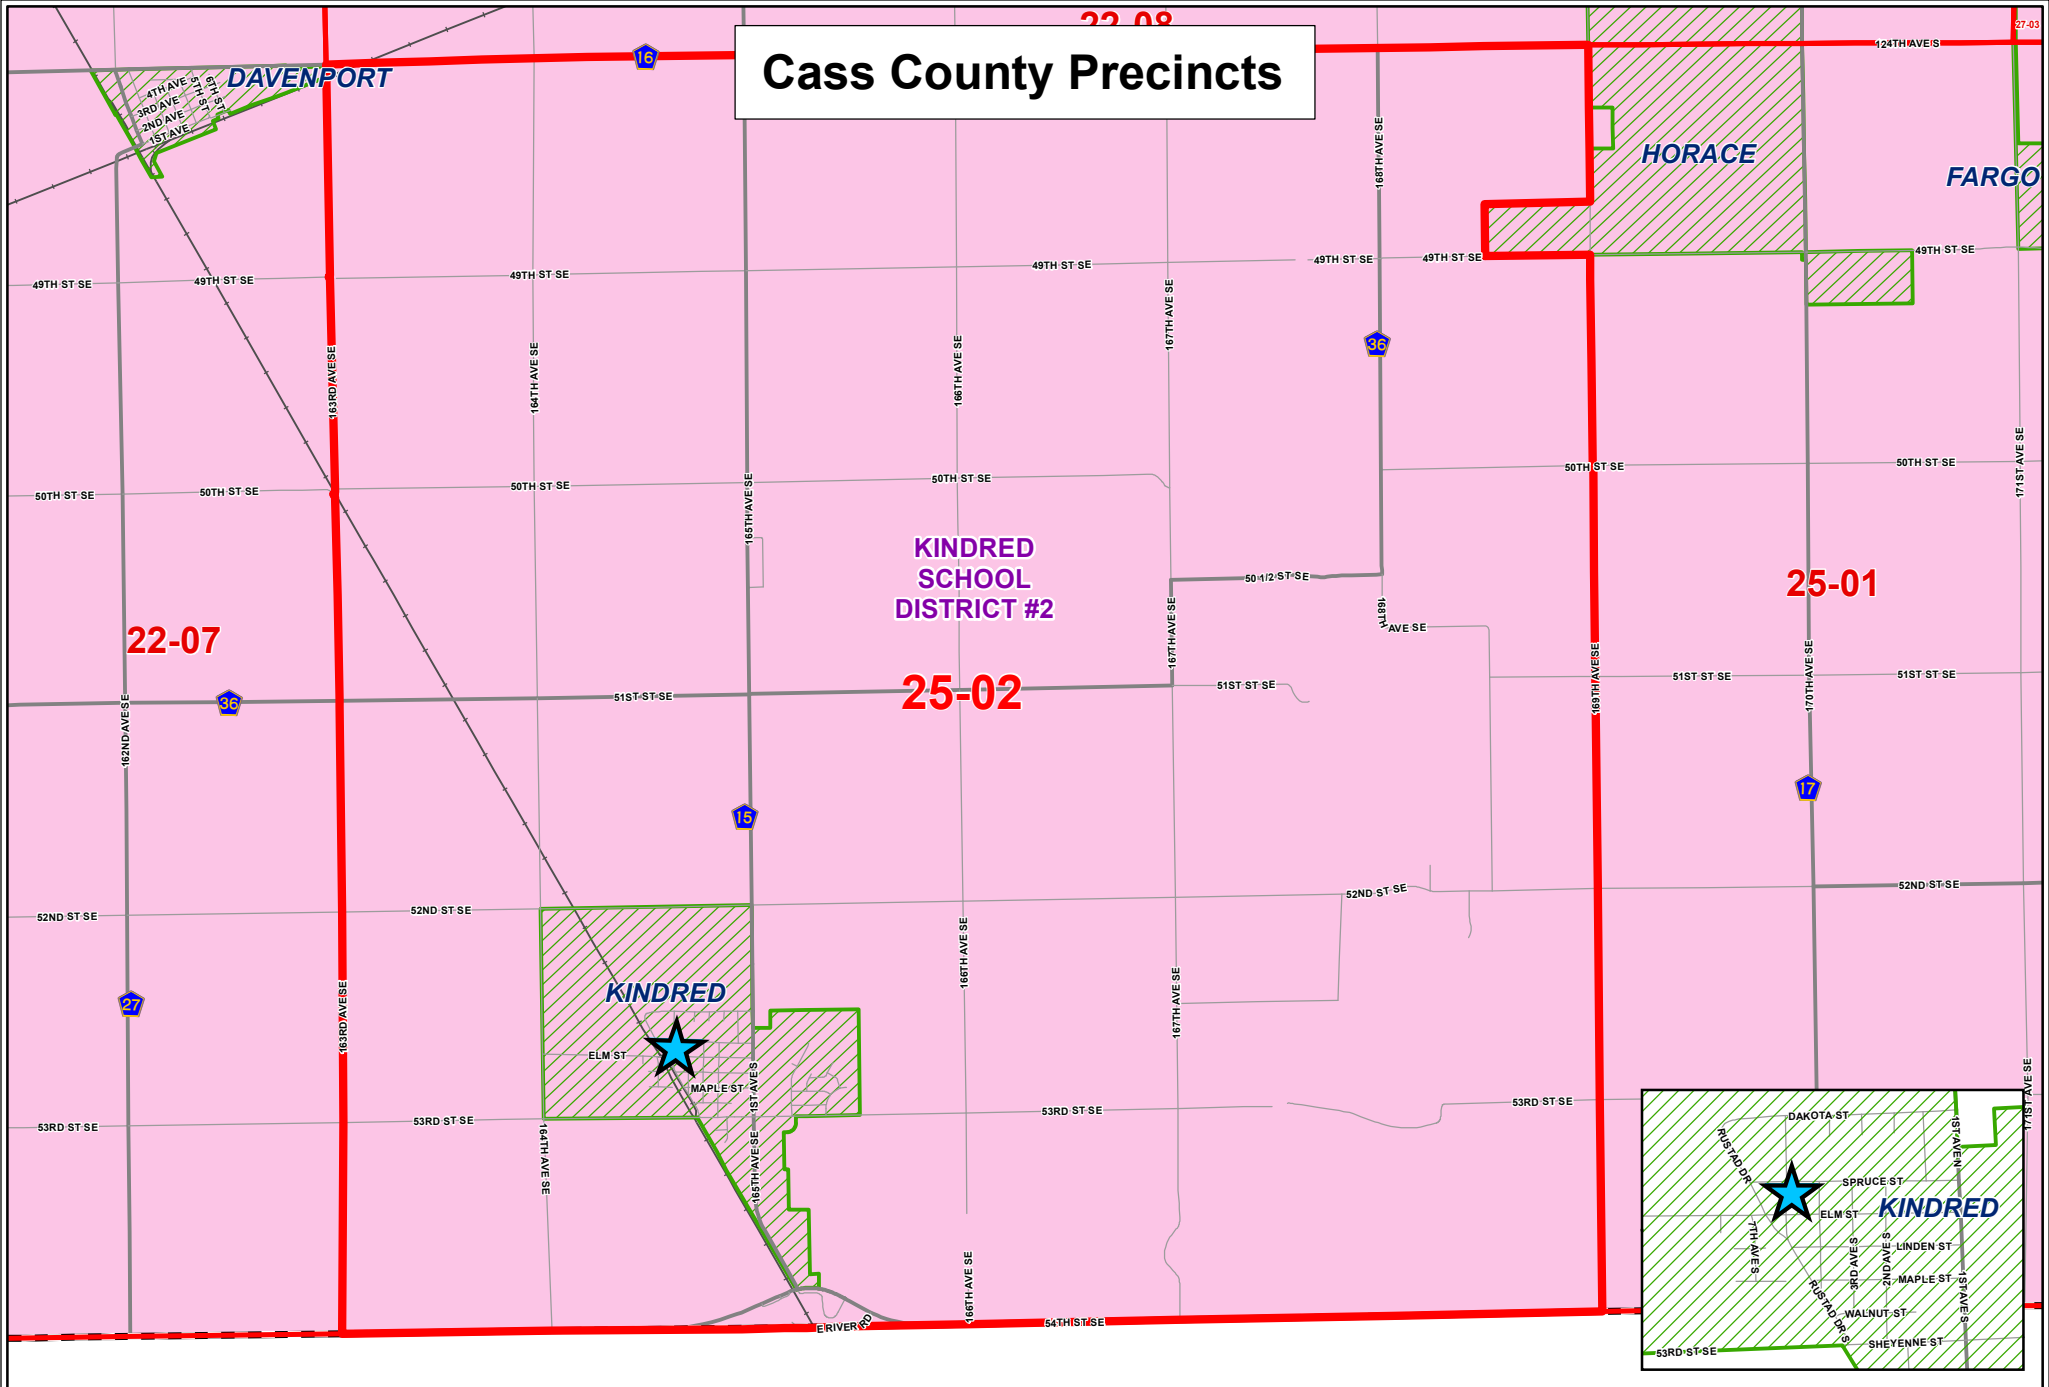 22-08
27-03
Cass County Precincts
124TH AVE S
16
DAVENPORT
4TH AVE
5TH ST
6TH ST
3RD AVE
2ND AVE
1ST AVE
168TH AVE SE
HORACE
FARGO
49TH ST SE
49TH ST SE
49TH ST SE
49TH ST SE
49TH ST SE
49TH ST SE
49TH ST SE
163RD AVE SE
164TH AVE SE
166TH AVE SE
167TH AVE SE
36
171ST AVE SE
50TH ST SE
50TH ST SE
50TH ST SE
50TH ST SE
50TH ST SE
50TH ST SE
165TH AVE SE
KINDRED
SCHOOL
DISTRICT #2
50 1/2 ST SE
25-01
22-07
167TH AVE SE
168TH AVE SE
169TH AVE SE
170TH AVE SE
36
162ND AVE SE
51ST ST SE
25-02
51ST ST SE
51ST ST SE
51ST ST SE
17
15
52ND ST SE
52ND ST SE
52ND ST SE
52ND ST SE
166TH AVE SE
167TH AVE SE
27
163RD AVE SE
KINDRED
ELM ST
MAPLE ST
1ST AVE S
53RD ST SE
53RD ST SE
53RD ST SE
53RD ST SE
171ST AVE SE
164TH AVE SE
165TH AVE SE
166TH AVE SE
E RIVER RD
54TH ST SE
DAKOTA ST
RUSTAD DR
1ST AVE N
SPRUCE ST
KINDRED
ELM ST
7TH AVE S
3RD AVE S
2ND AVE S
LINDEN ST
MAPLE ST
1ST AVE S
RUSTAD DR S
WALNUT ST
SHEYENNE ST
53RD ST SE